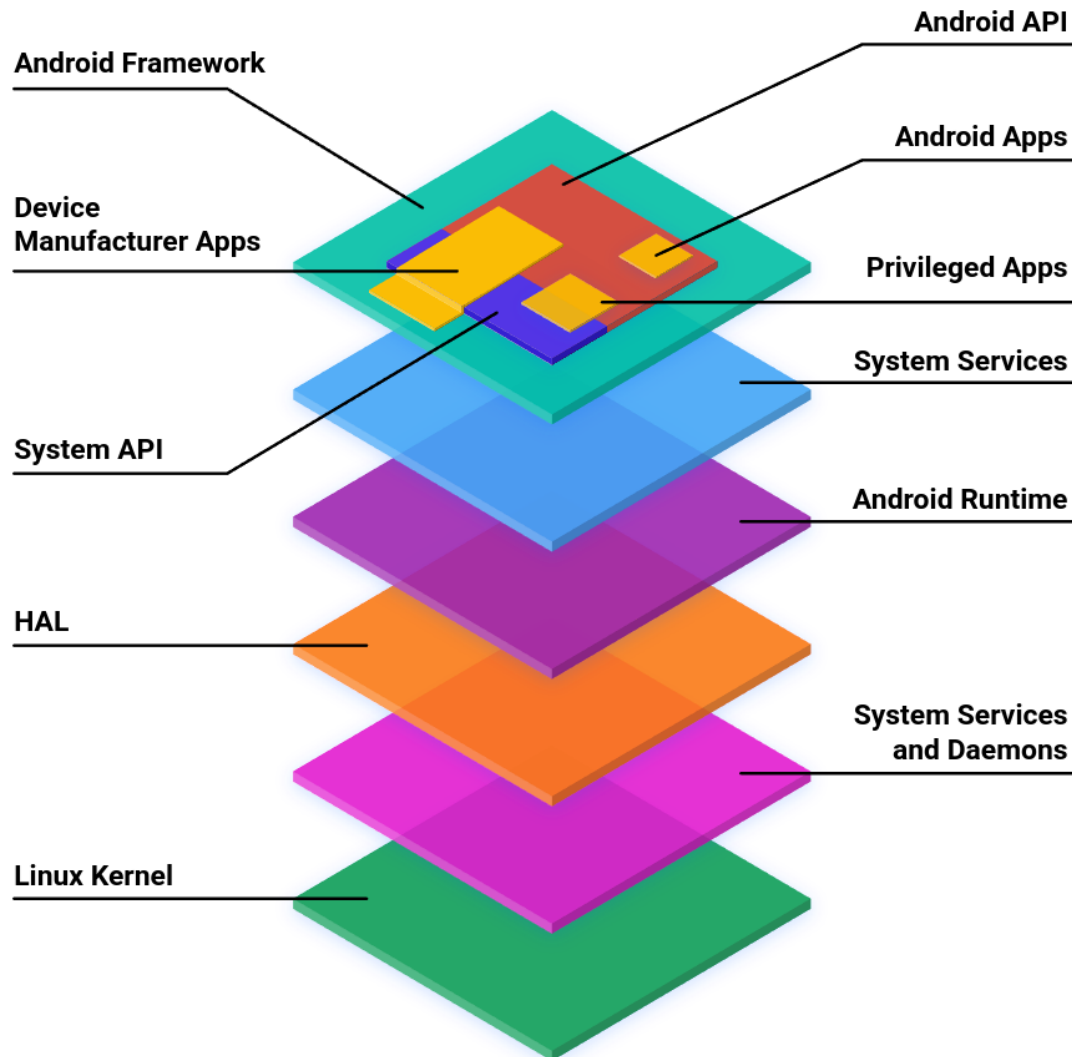 Android API
Android Framework
Android Apps
Device
Manufacturer Apps
Privileged Apps
System Services
System API
Android Runtime
HAL
System Services
and Daemons
Linux Kernel